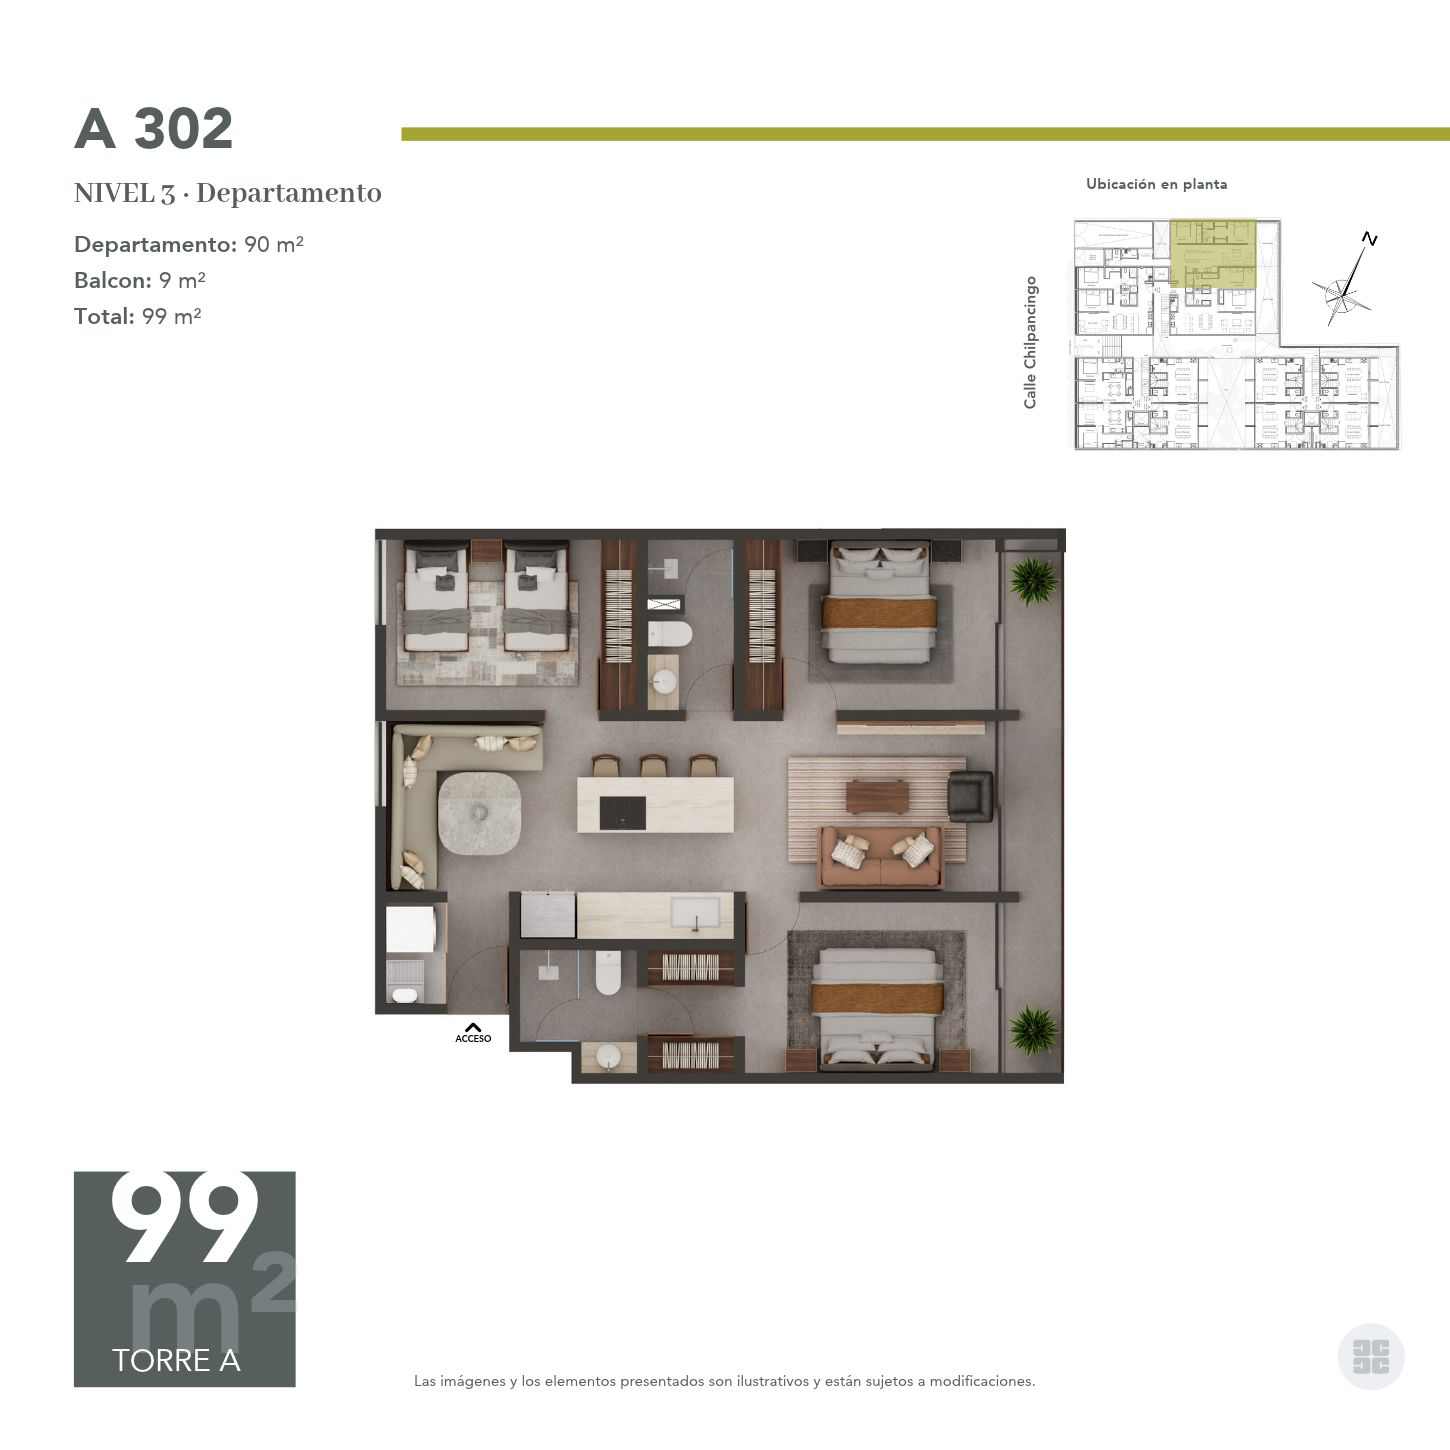 A 302
NIVEL 3 · Departamento
Departamento: 90 m²
Balcon: 9 m²
Total: 99 m²
Ubicación en planta
N
Calle Chilpancingo
ACCESO
99
m²
TORRE A
Las imágenes y los elementos presentados son ilustrativos y están sujetos a modificaciones.